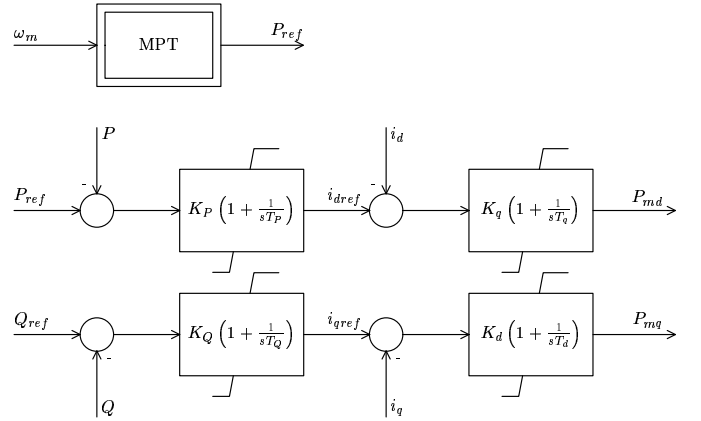 ω_m MPT P_ref
P i_d
- -
P_ref K_P (1 + 1/(sT_P)) i_dref K_q (1 + 1/(sT_q)) P_md
Q_ref K_Q (1 + 1/(sT_Q)) i_qref K_d (1 + 1/(sT_d)) P_mq
- -
Q i_q